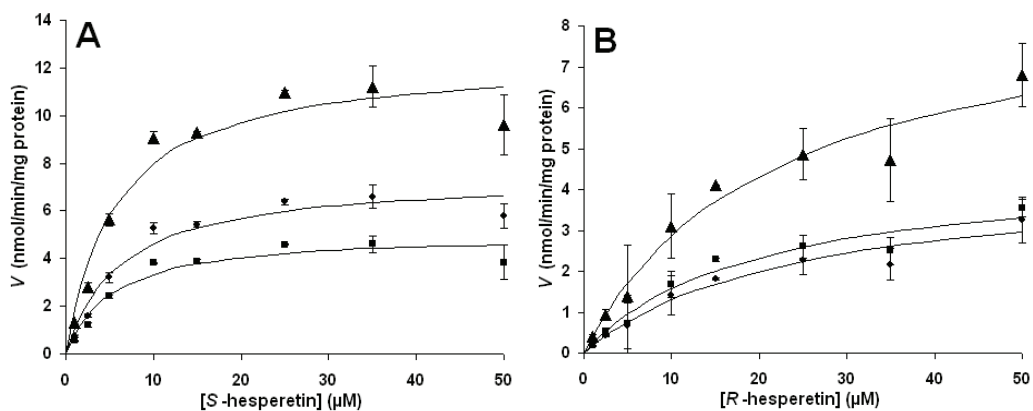 A
V (nmol/min/mg protein)
14
12
10
8
6
4
2
0
0 10 20 30 40 50
[S-hesperetin] (µM)
B
V (nmol/min/mg protein)
8
7
6
5
4
3
2
1
0
0 10 20 30 40 50
[R-hesperetin] (µM)